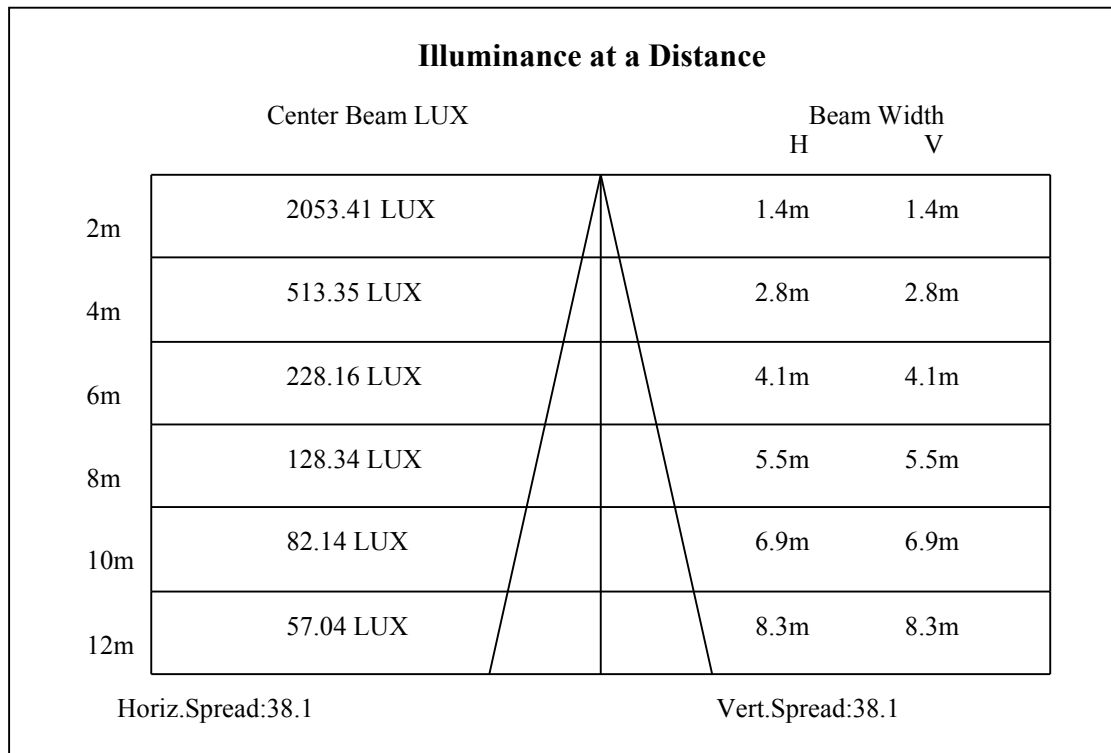 Illuminance at a Distance
Center Beam LUX Beam Width
H V
2m 2053.41 LUX 1.4m 1.4m
4m 513.35 LUX 2.8m 2.8m
6m 228.16 LUX 4.1m 4.1m
8m 128.34 LUX 5.5m 5.5m
10m 82.14 LUX 6.9m 6.9m
12m 57.04 LUX 8.3m 8.3m
Horiz.Spread:38.1 Vert.Spread:38.1